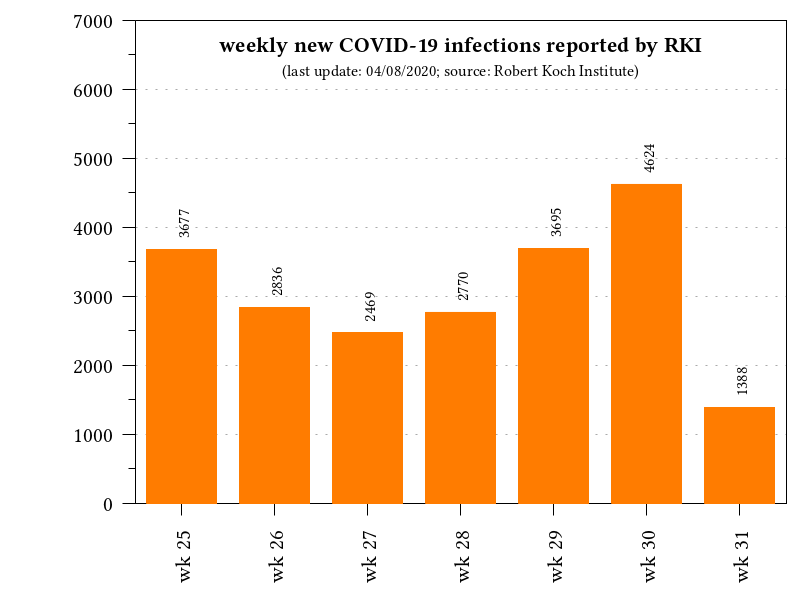 weekly new COVID-19 infections reported by RKI
(last update: 04/08/2020; source: Robert Koch Institute)
7000
6000
5000
4000
3000
2000
1000
0
3677
2836
2469
2770
3695
4624
1388
wk 25
wk 26
wk 27
wk 28
wk 29
wk 30
wk 31